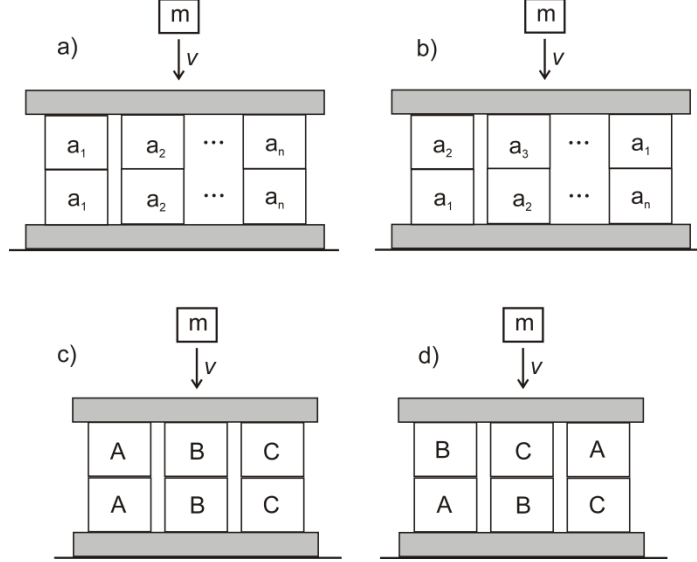 m m
a) v b) v
a₁ a₂ ... aₙ a₂ a₃ ... a₁
a₁ a₂ ... aₙ a₁ a₂ ... aₙ
m m
c) v d) v
A B C B C A
A B C A B C